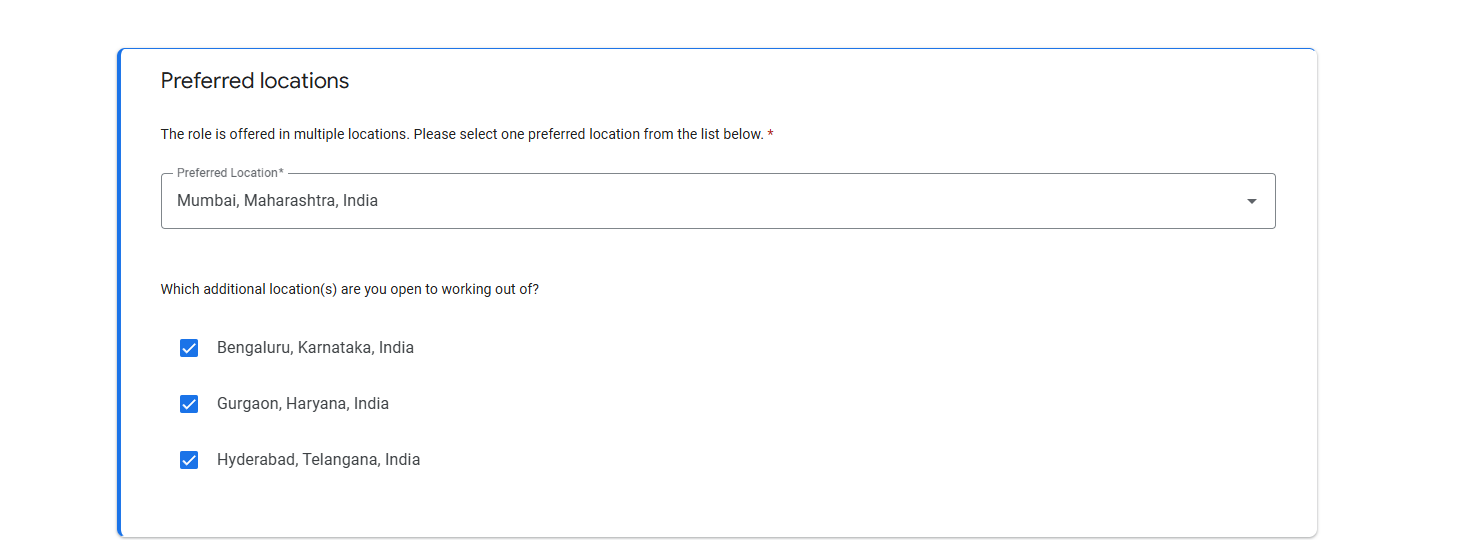 Preferred locations
The role is offered in multiple locations. Please select one preferred location from the list below. *
Preferred Location*
Mumbai, Maharashtra, India
Which additional location(s) are you open to working out of?
Bengaluru, Karnataka, India
Gurgaon, Haryana, India
Hyderabad, Telangana, India